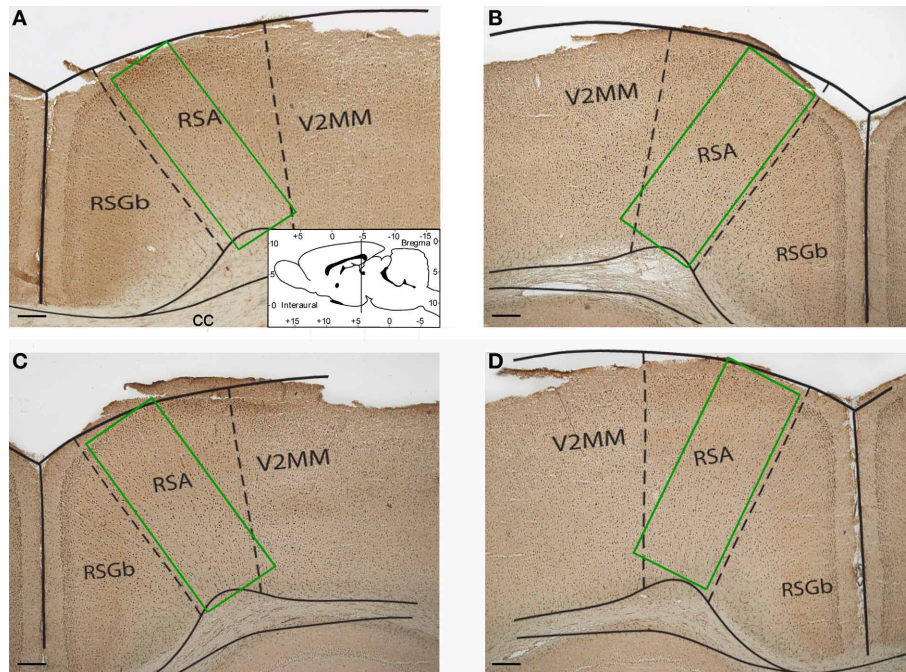 A
RSA
V2MM
RSGb
cc
+5 0 -5 -10 -15
-10 Bregma 0
-5 5
-0 Interaural 10
+15 +10 +5 0 -5
B
V2MM
RSA
RSGb
C
RSA
V2MM
RSGb
D
V2MM
RSA
RSGb